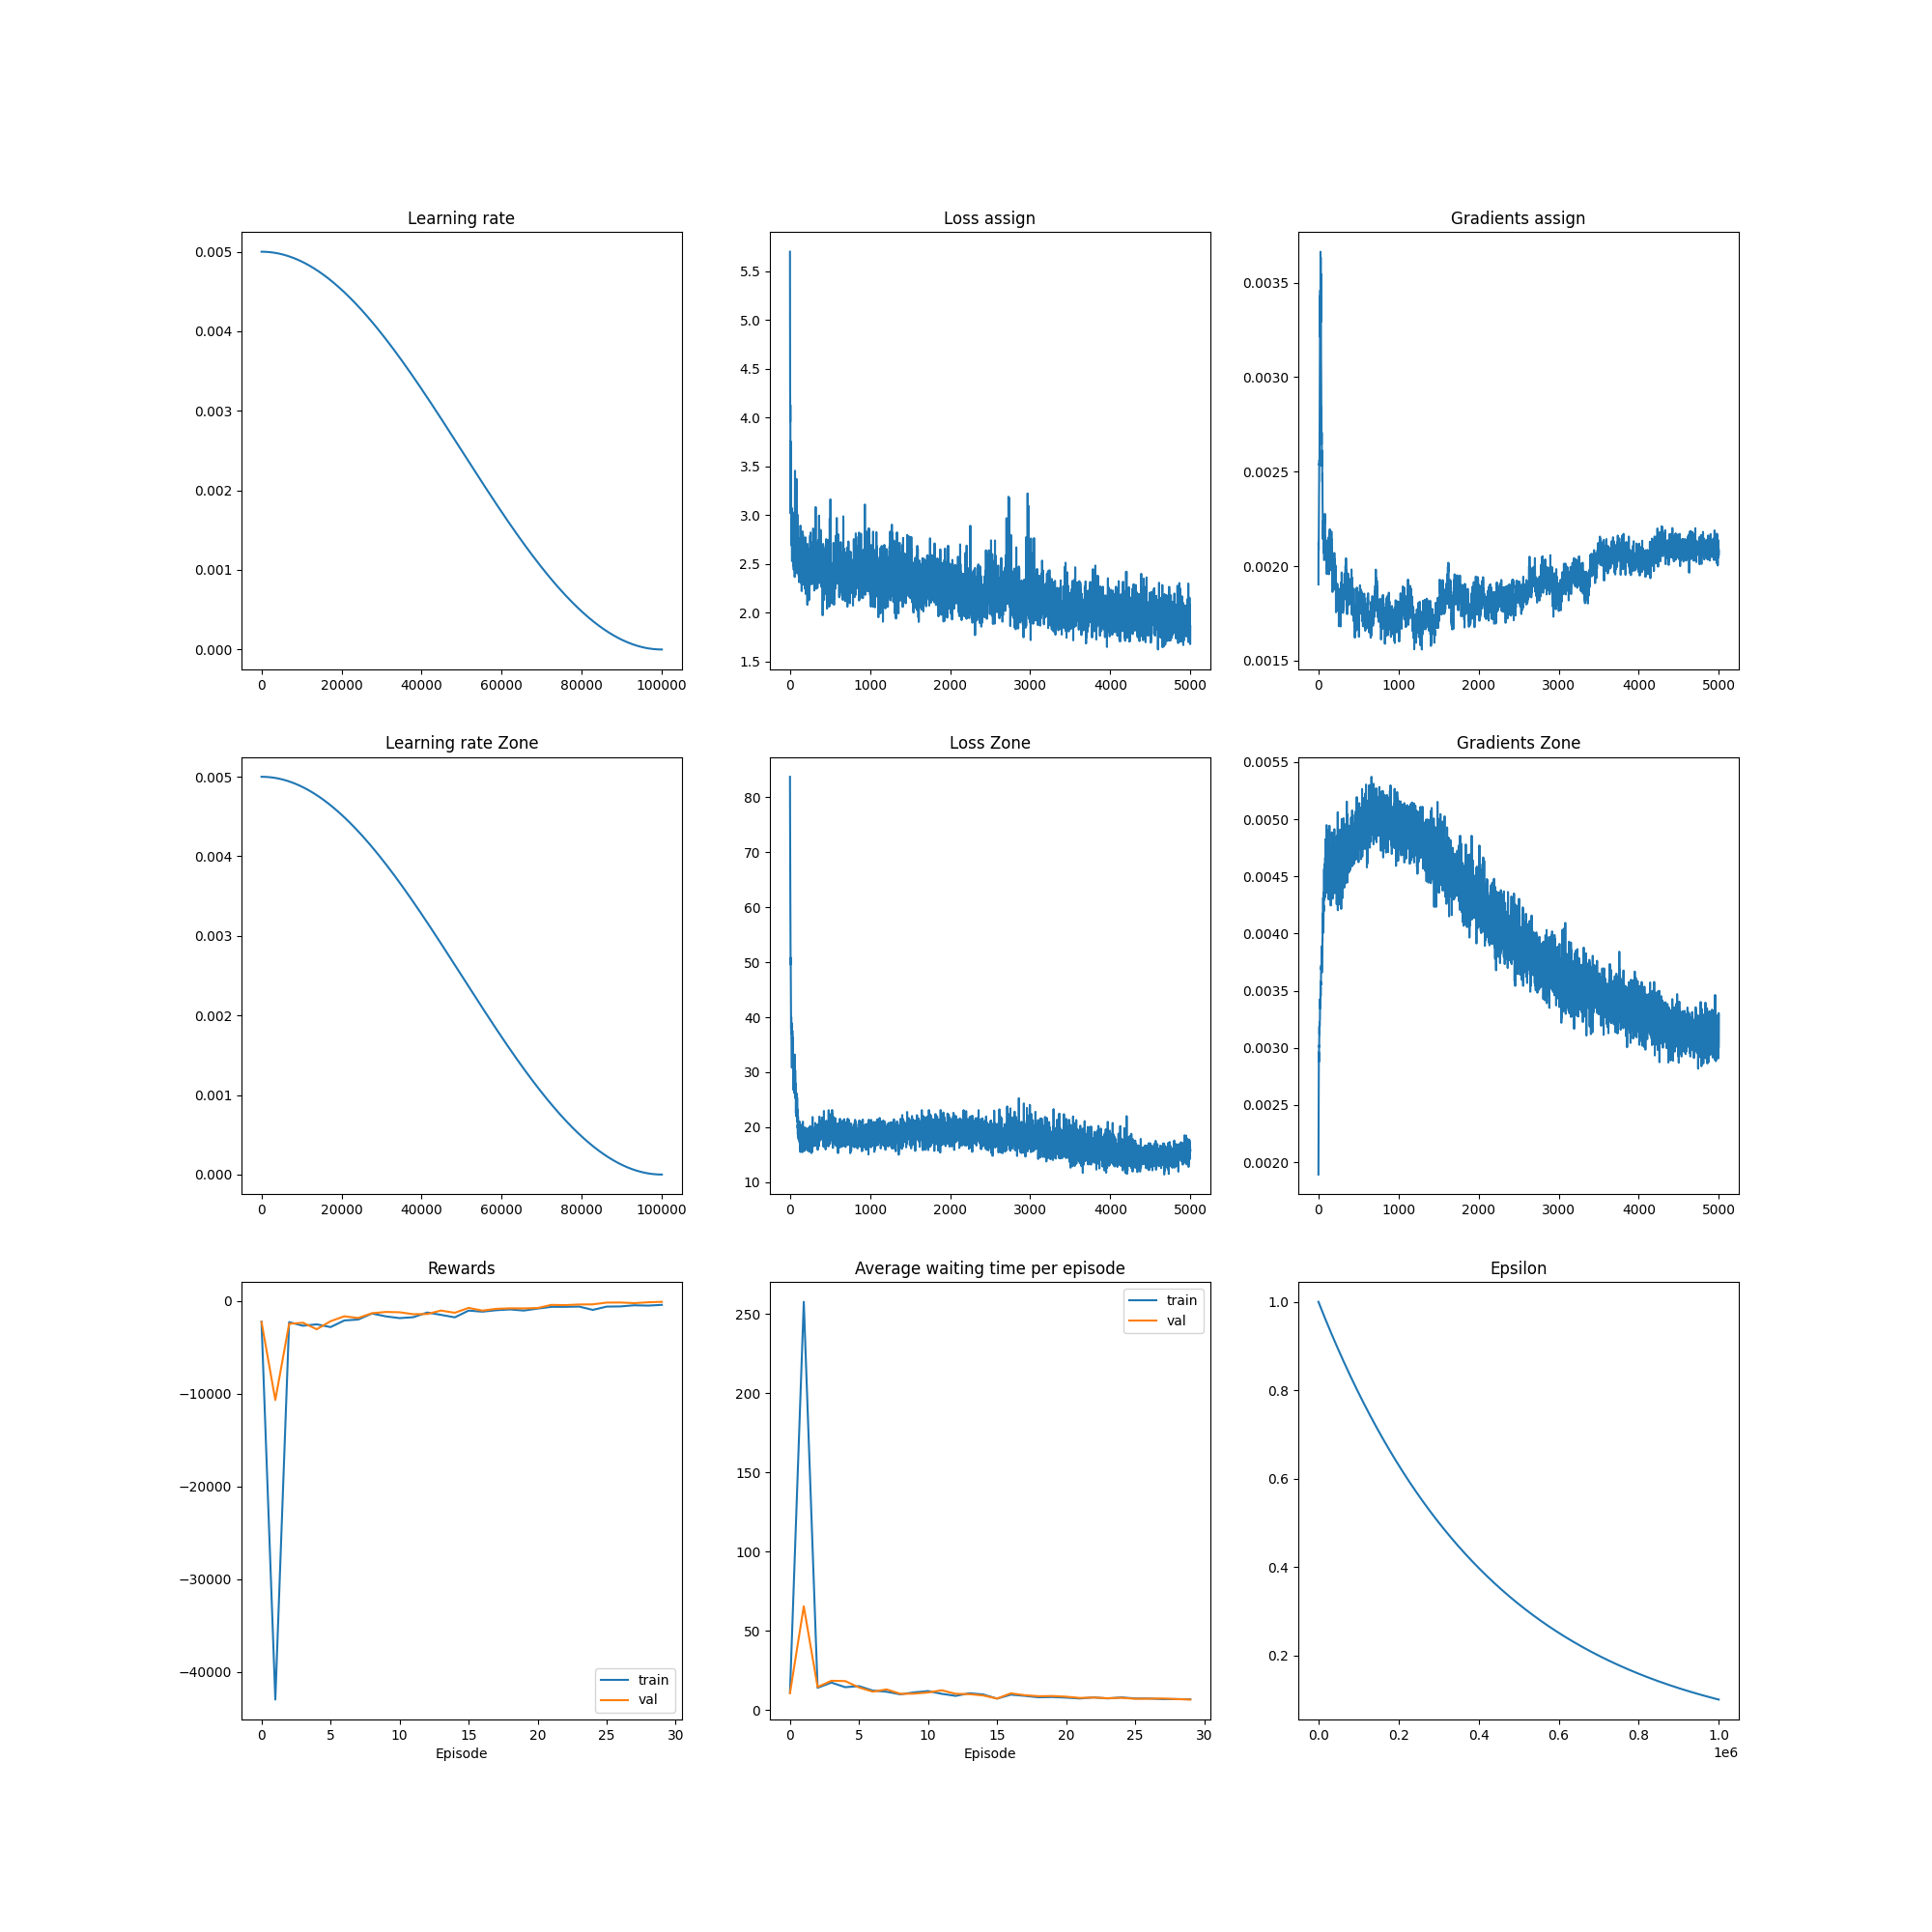 Learning rate
Loss assign
Gradients assign
0.005
0.004
0.003
0.002
0.001
0.000
0 20000 40000 60000 80000 100000
5.5
5.0
4.5
4.0
3.5
3.0
2.5
2.0
1.5
0 1000 2000 3000 4000 5000
0.0035
0.0030
0.0025
0.0020
0.0015
0 1000 2000 3000 4000 5000
Learning rate Zone
Loss Zone
Gradients Zone
0.005
0.004
0.003
0.002
0.001
0.000
0 20000 40000 60000 80000 100000
80
70
60
50
40
30
20
10
0 1000 2000 3000 4000 5000
0.0055
0.0050
0.0045
0.0040
0.0035
0.0030
0.0025
0.0020
0 1000 2000 3000 4000 5000
Rewards
Average waiting time per episode
Epsilon
0
−10000
−20000
−30000
−40000
train
val
0 5 10 15 20 25 30
Episode
250
200
150
100
50
0
train
val
0 5 10 15 20 25 30
Episode
1.0
0.8
0.6
0.4
0.2
0.0 0.2 0.4 0.6 0.8 1.0
1e6